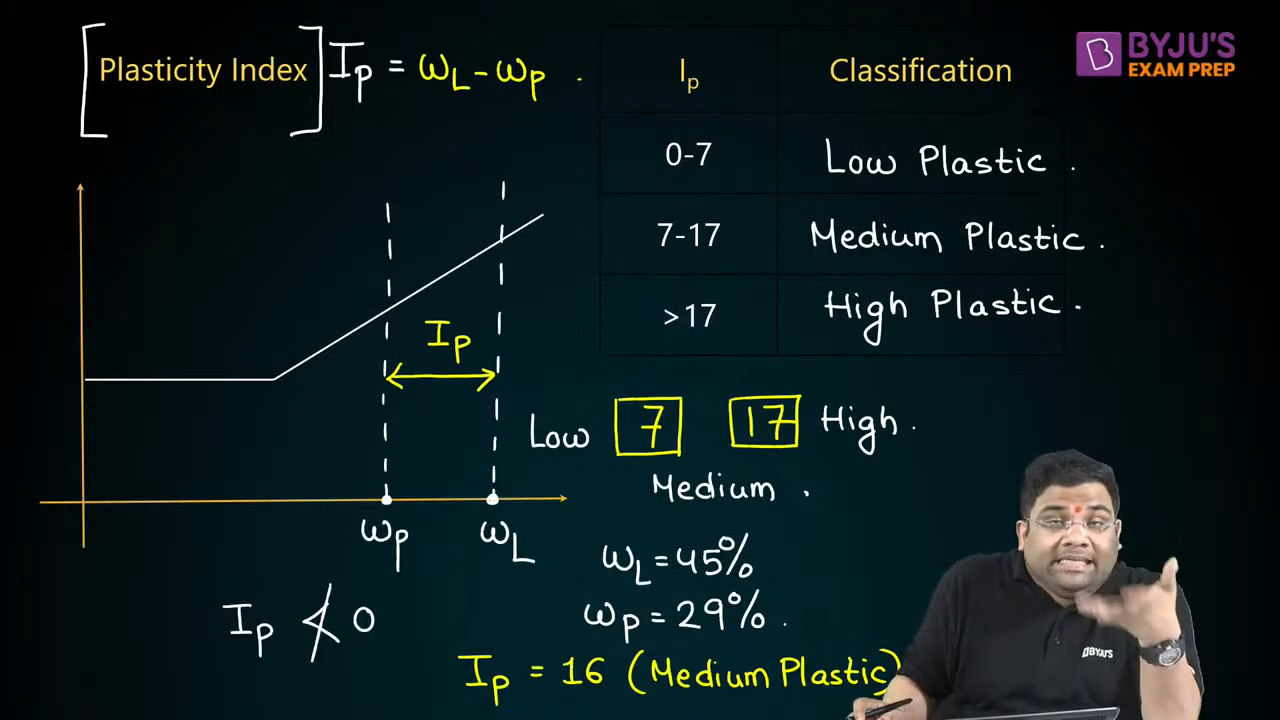 [Plasticity Index] Ip = ωL - ωp .
BYJU'S
EXAM PREP
Ip Classification
0-7 Low Plastic .
7-17 Medium Plastic .
>17 High Plastic .
Ip
Low 7 17 High .
Medium .
ωp ωL
ωL = 45%
ωp = 29% .
Ip ≮ 0
Ip = 16 (Medium Plastic)
BYJU'S